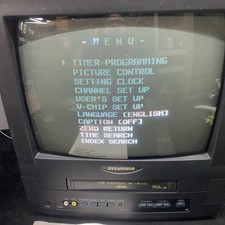 - MENU -
TIMER PROGRAMMING
PICTURE CONTROL
SETTING CLOCK
CHANNEL SET UP
USER'S SET UP
V-CHIP SET UP
LANGUAGE [ENGLISH]
CAPTION [OFF]
ZERO RETURN
TIME SEARCH
INDEX SEARCH
SYLVANIA